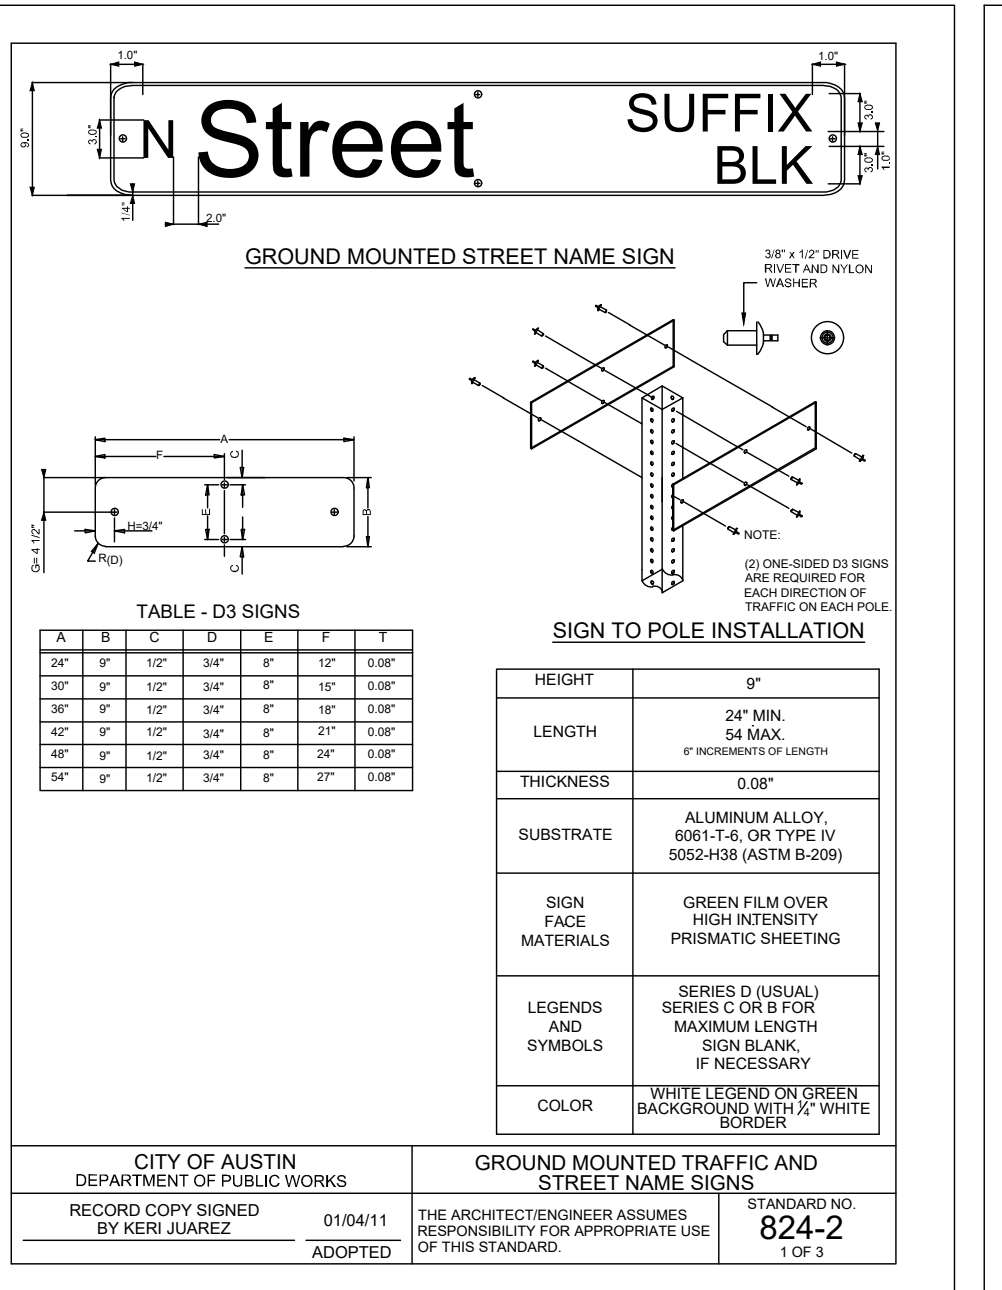 1.0"
1.0"
9.0"
3.0"
N Street
SUFFIX
BLK
3.0"
3.0"
1.0"
1/4"
2.0"
GROUND MOUNTED STREET NAME SIGN
3/8" x 1/2" DRIVE
RIVET AND NYLON
WASHER
A
F
C
E
B
H=3/4"
G= 4 1/2"
R(D)
C
NOTE:
(2) ONE-SIDED D3 SIGNS
ARE REQUIRED FOR
EACH DIRECTION OF
TRAFFIC ON EACH POLE.
SIGN TO POLE INSTALLATION
TABLE - D3 SIGNS
A B C D E F T
24" 9" 1/2" 3/4" 8" 12" 0.08"
30" 9" 1/2" 3/4" 8" 15" 0.08"
36" 9" 1/2" 3/4" 8" 18" 0.08"
42" 9" 1/2" 3/4" 8" 21" 0.08"
48" 9" 1/2" 3/4" 8" 24" 0.08"
54" 9" 1/2" 3/4" 8" 27" 0.08"
HEIGHT
9"
LENGTH
24" MIN.
54 MAX.
6" INCREMENTS OF LENGTH
THICKNESS
0.08"
SUBSTRATE
ALUMINUM ALLOY,
6061-T-6, OR TYPE IV
5052-H38 (ASTM B-209)
SIGN
FACE
MATERIALS
GREEN FILM OVER
HIGH INTENSITY
PRISMATIC SHEETING
LEGENDS
AND
SYMBOLS
SERIES D (USUAL)
SERIES C OR B FOR
MAXIMUM LENGTH
SIGN BLANK,
IF NECESSARY
COLOR
WHITE LEGEND ON GREEN
BACKGROUND WITH ¼" WHITE
BORDER
CITY OF AUSTIN
DEPARTMENT OF PUBLIC WORKS
GROUND MOUNTED TRAFFIC AND
STREET NAME SIGNS
RECORD COPY SIGNED
BY KERI JUAREZ
01/04/11
ADOPTED
THE ARCHITECT/ENGINEER ASSUMES
RESPONSIBILITY FOR APPROPRIATE USE
OF THIS STANDARD.
STANDARD NO.
824-2
1 OF 3